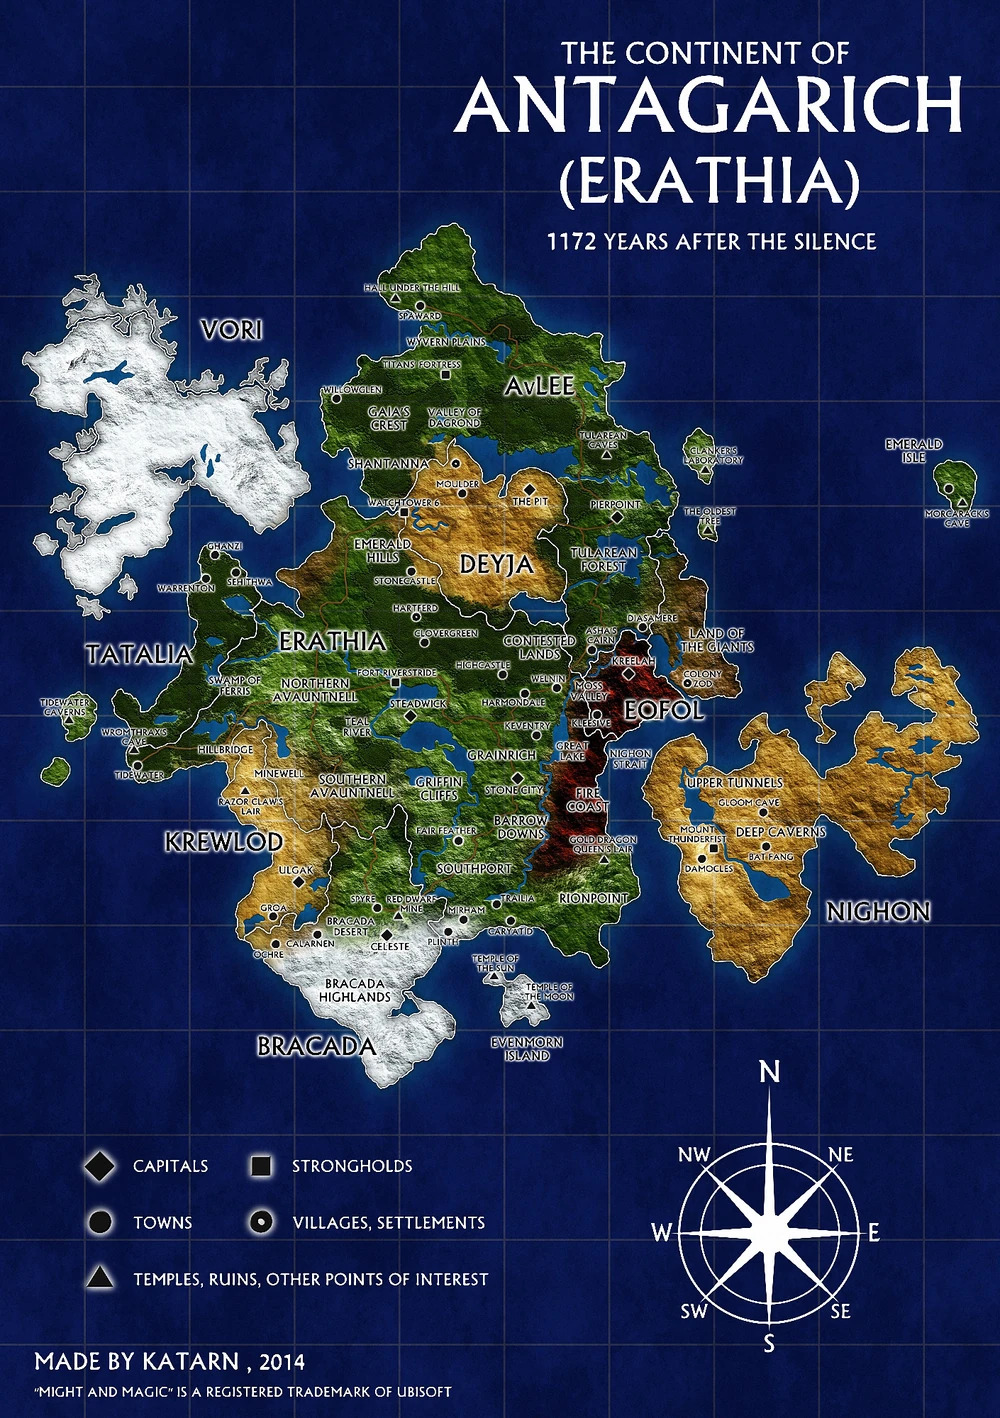 THE CONTINENT OF
ANTAGARICH
(ERATHIA)
1172 YEARS AFTER THE SILENCE
HALL UNDER THE HILL
SPAWARD
VORI
WYVERN PLAINS
TITANS FORTRESS
AVLEE
WILLOWGLEN
GAIA'S
CREST
VALLEY OF
DAGROND
TULAREAN
CAVES
CLANKER'S
LABORATORY
EMERALD
ISLE
SHANTANNA
MOULDER
WATCHTOWER 6
THE PIT
PIERPOINT
THE OLDEST
TREE
MORCARACK'S
CAVE
EMERALD
HILLS
GHANZI
STONECASTLE
DEYJA
TULAREAN
FOREST
WARRENTON
SEHITHWA
HARTFERD
DIASAMERE
CLOVERGREEN
ERATHIA
CONTESTED
LANDS
ASHA'S
CAIRN
LAND OF
THE GIANTS
TATALIA
HIGHCASTLE
KREELAH
SWAMP OF
FERRIS
FORT RIVERSTRIDE
WELNIN
COLONY
ZOD
NORTHERN
AVAUNTNELL
MOSS
VALLEY
TIDEWATER
CAVERNS
STEADWICK
HARMONDALE
EOFOL
TEAL
RIVER
KEVENTRY
KLEESIVE
WROMTHRAX'S
CAVE
HILLBRIDGE
GRAINRICH
GREAT
LAKE
NIGHON
STRAIT
TIDEWATER
MINEWELL
SOUTHERN
AVAUNTNELL
GRIFFIN
CLIFFS
STONE CITY
UPPER TUNNELS
RAZOR CLAW'S
LAIR
FIRE
COAST
GLOOM CAVE
KREWLOD
FAIR FEATHER
BARROW
DOWNS
MOUNT
THUNDERFIST
DEEP CAVERNS
GOLD DRAGON
QUEEN'S LAIR
BAT FANG
ULGAK
SOUTHPORT
DAMOCLES
SPYRE
RED DWARF
MINE
TRAILIA
RIONPOINT
GROA
MIRHAM
NIGHON
BRACADA
DESERT
CARYATID
CALARNEN
CELESTE
PLINTH
OCHRE
TEMPLE OF
THE SUN
BRACADA
HIGHLANDS
TEMPLE OF
THE MOON
BRACADA
EVENMORN
ISLAND
N
NW
NE
W
E
SW
SE
S
CAPITALS
STRONGHOLDS
TOWNS
VILLAGES, SETTLEMENTS
TEMPLES, RUINS, OTHER POINTS OF INTEREST
MADE BY KATARN , 2014
"MIGHT AND MAGIC" IS A REGISTERED TRADEMARK OF UBISOFT